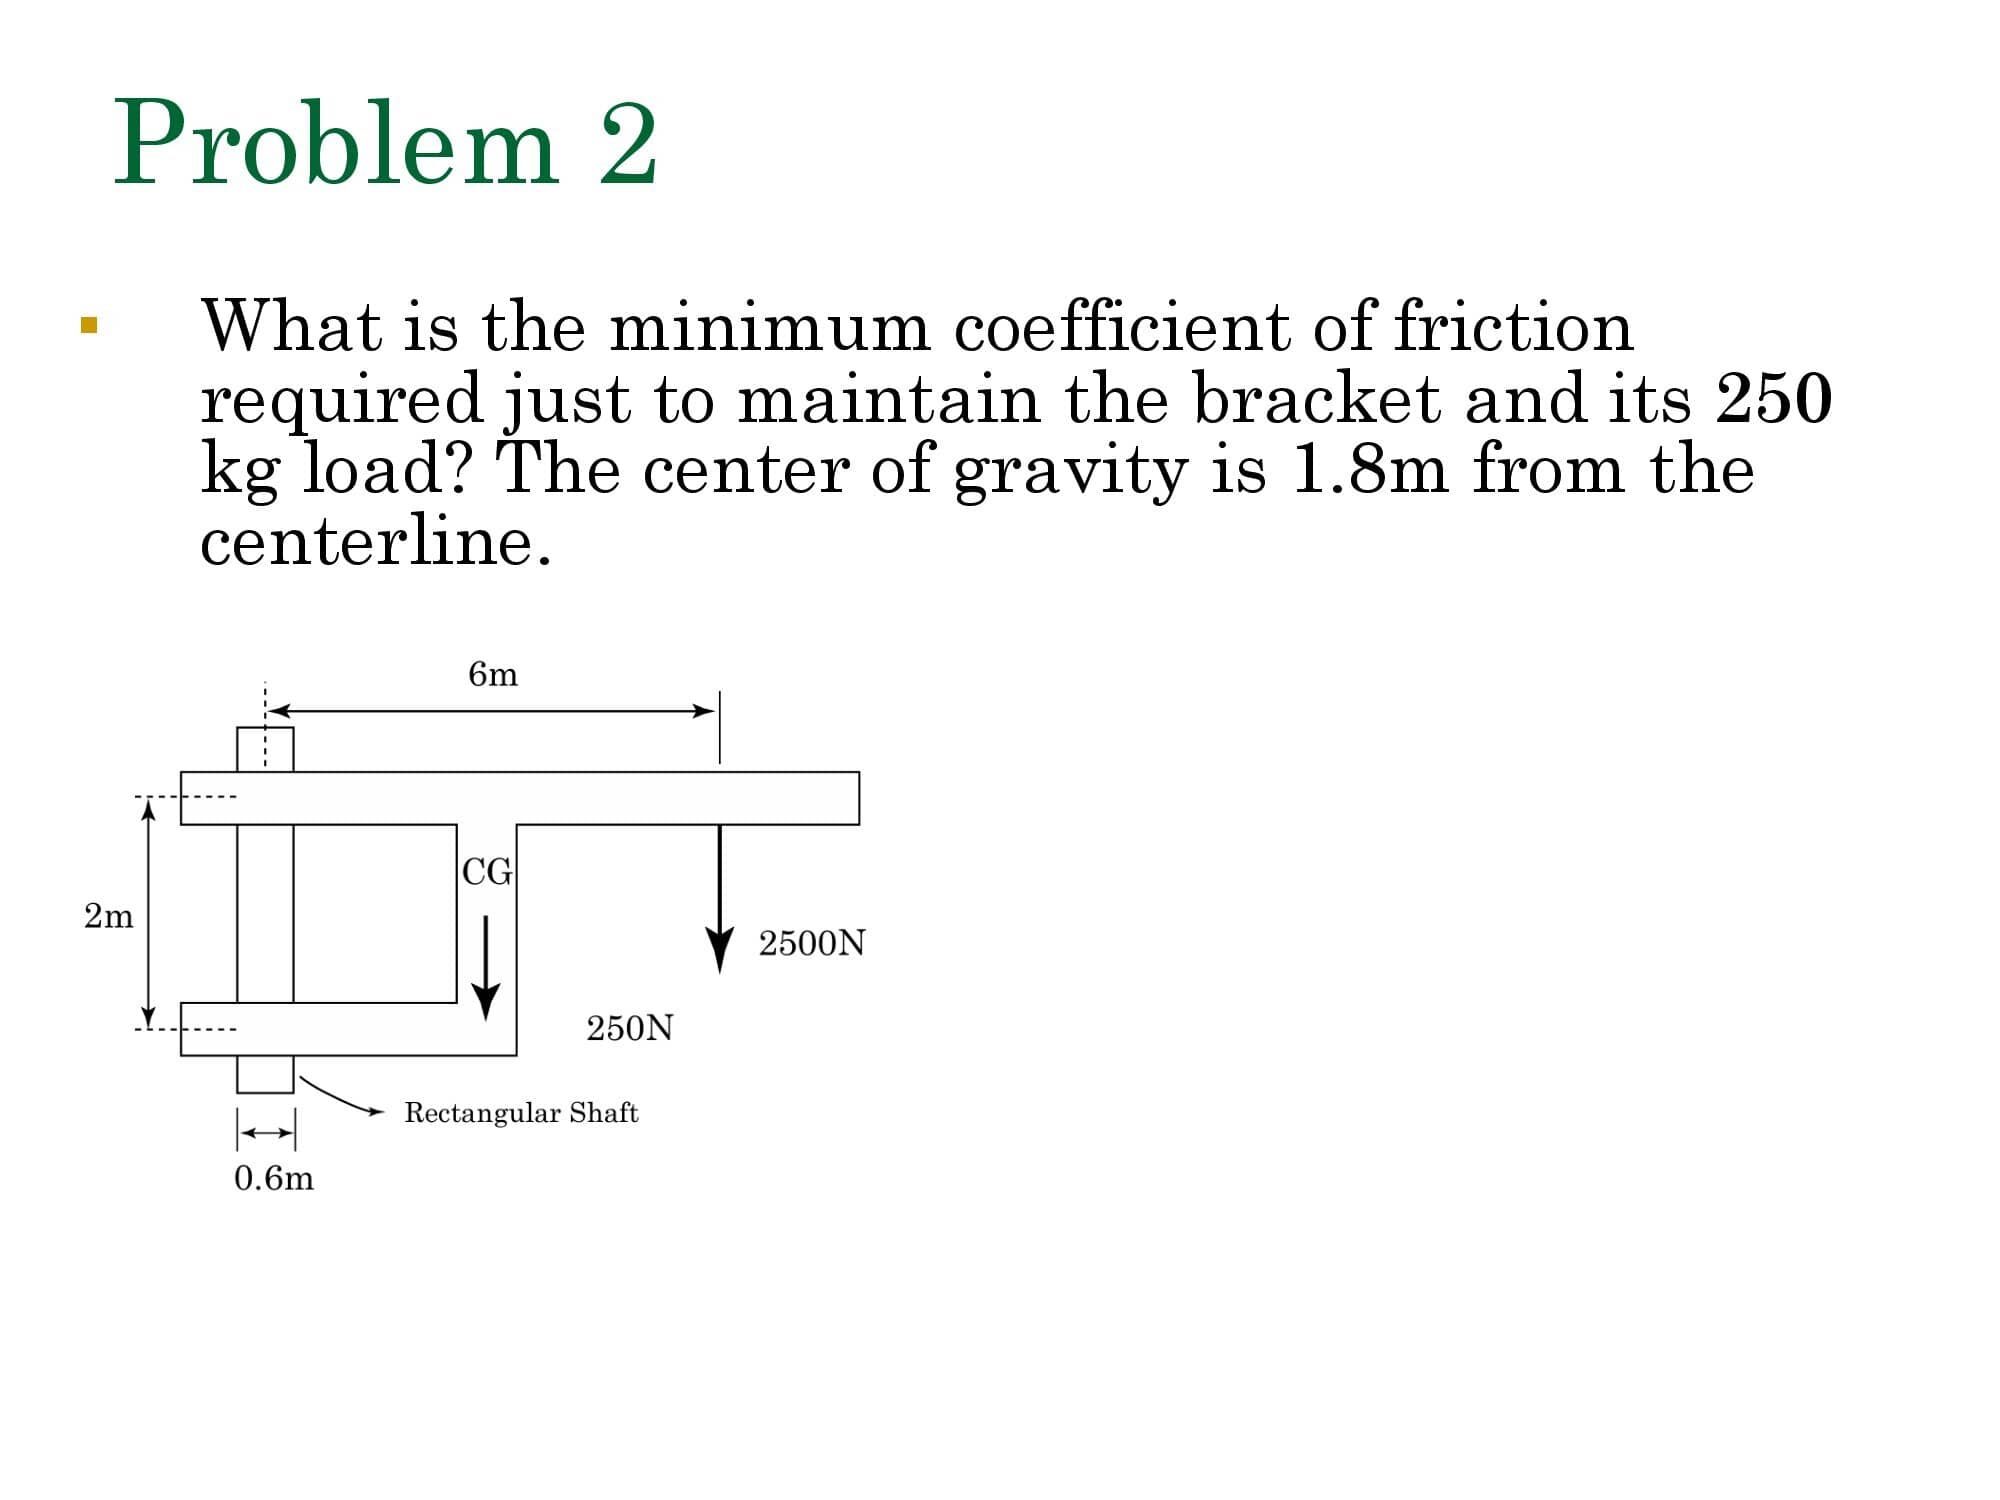 Problem 2
▪ What is the minimum coefficient of friction
required just to maintain the bracket and its 250
kg load? The center of gravity is 1.8m from the
centerline.
6m
CG
2m
2500N
250N
Rectangular Shaft
0.6m